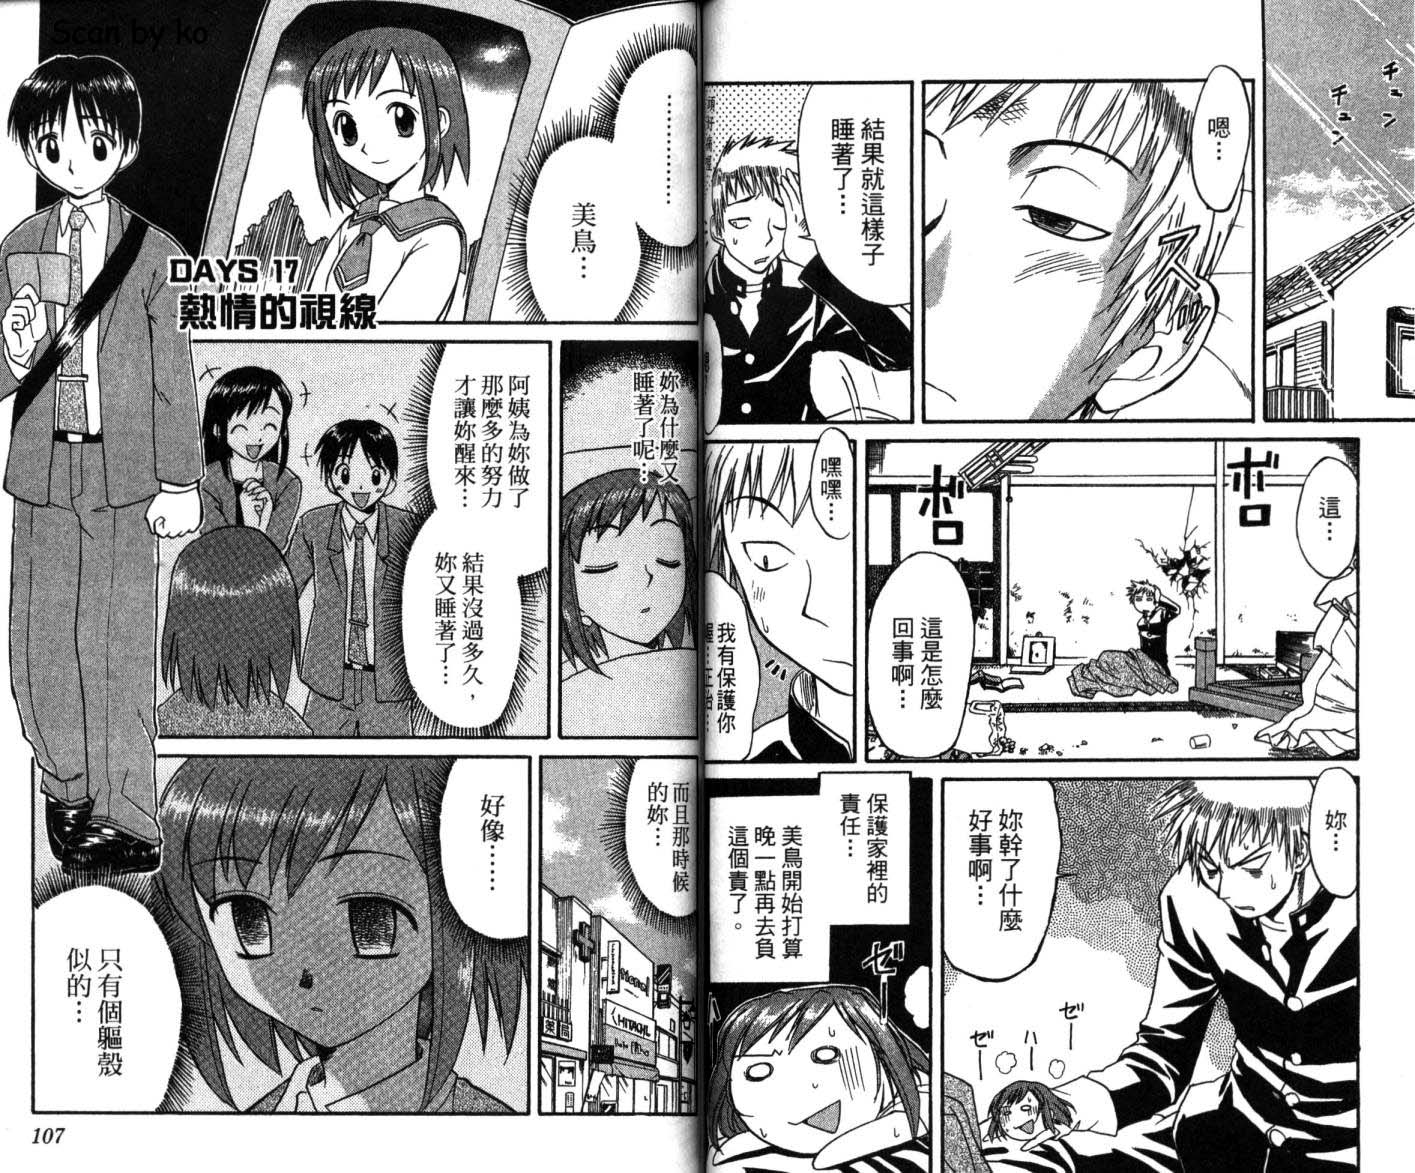 Scan by ko
チュン
チュン
嗯…
ズ
結果就這樣子
睡著了…
這…
ボロ
ボロ
這是怎麼
回事啊…
嘿嘿…
我有保護你
妳…
妳幹了什麼
好事啊…
ゼー
ハー
ゼー
保護家裡的
責任…
美鳥開始打算
晚一點再去負
這個責了。
ゼー
…………
美鳥…
DAYS 17
熱情的視線
妳為什麼又
睡著了呢…
阿姨為妳做了
那麼多的努力
才讓妳醒來…
結果沒過多久，
妳又睡著了…
而且那時候
的妳…
HITACHI
好像……
只有個軀殼
似的…
107